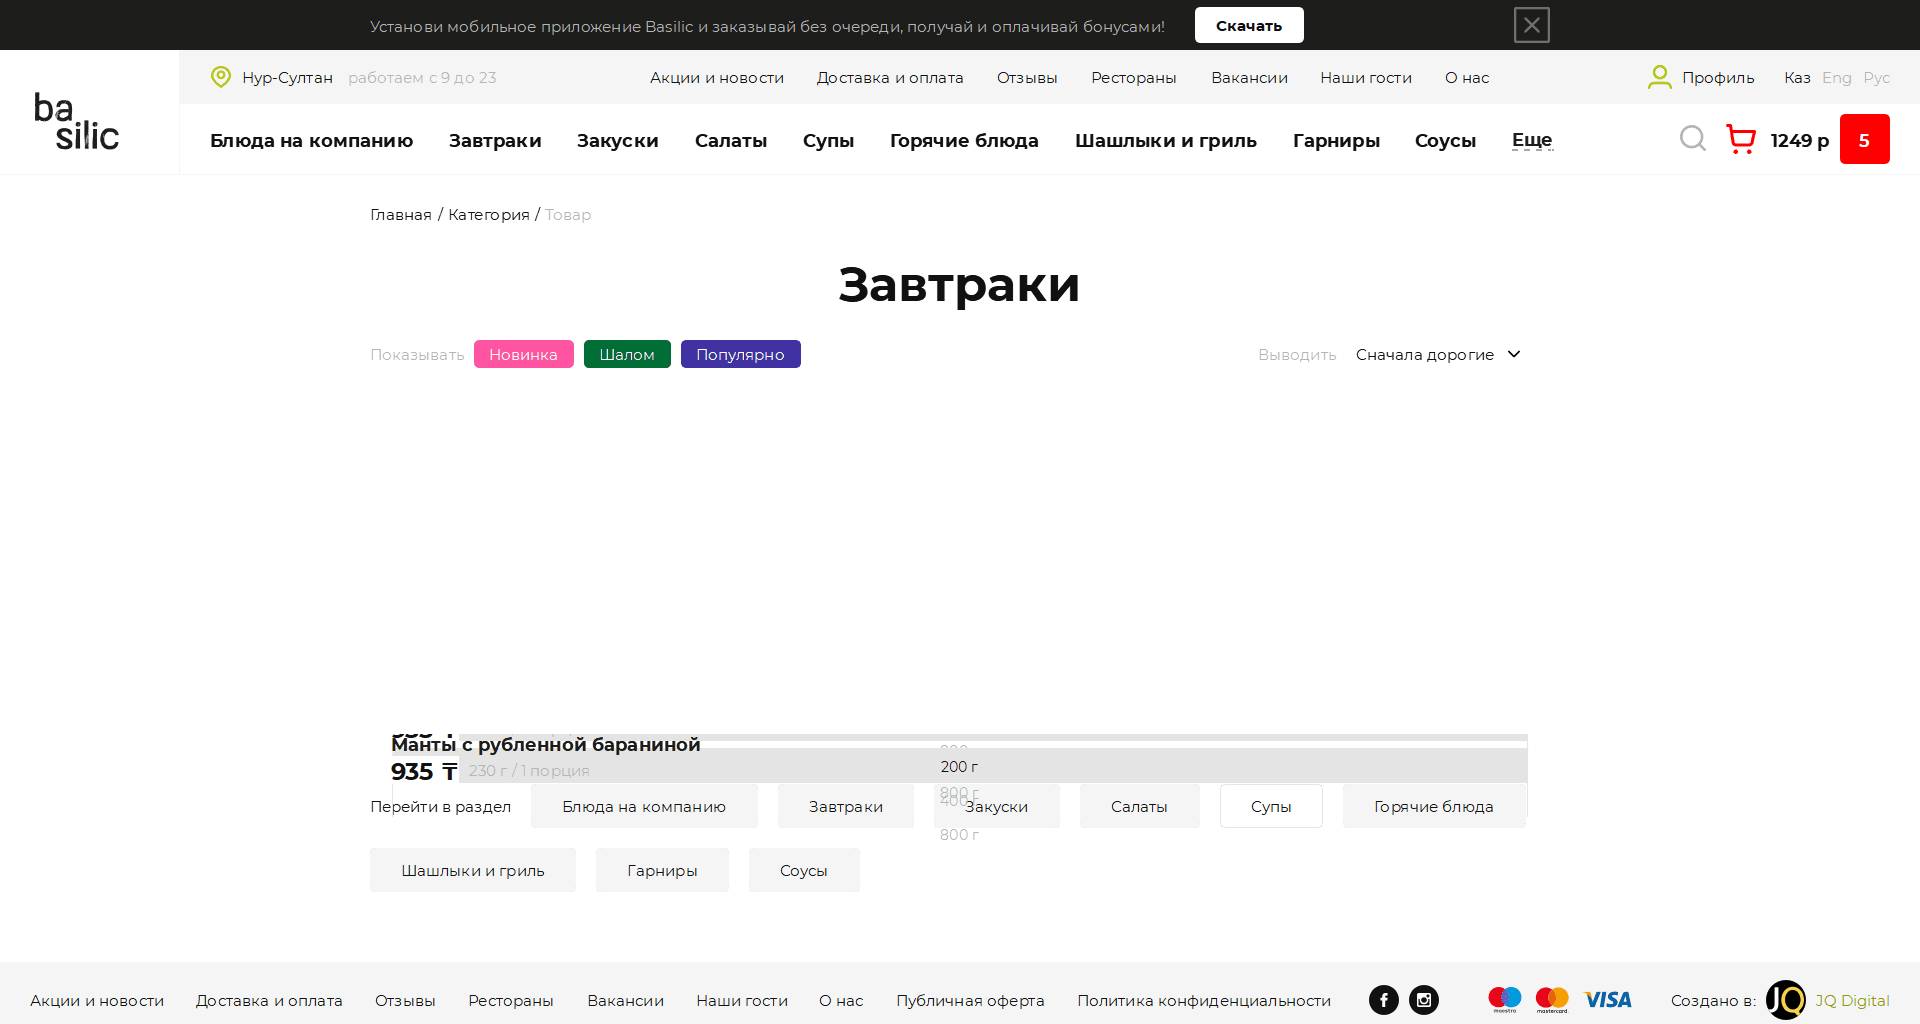 Установи мобильное приложение Basilic и заказывай без очереди, получай и оплачивай бонусами!
Скачать
basilic
Нур-Султан
работаем с 9 до 23
Акции и новости
Доставка и оплата
Отзывы
Рестораны
Вакансии
Наши гости
О нас
Профиль
Каз Eng Рус
Блюда на компанию
Завтраки
Закуски
Салаты
Супы
Горячие блюда
Шашлыки и гриль
Гарниры
Соусы
Еще
1249 р
5
Главная / Категория / Товар
Завтраки
Показывать
Новинка
Шалом
Популярно
Выводить
Сначала дорогие
Манты с рубленной бараниной
935 ₸
230 г / 1 порция
200 г
800 г
400 г
800 г
Перейти в раздел
Блюда на компанию
Завтраки
Закуски
Салаты
Супы
Горячие блюда
Шашлыки и гриль
Гарниры
Соусы
Акции и новости
Доставка и оплата
Отзывы
Рестораны
Вакансии
Наши гости
О нас
Публичная оферта
Политика конфиденциальности
maestro
mastercard.
VISA
Создано в:
JQ
JQ Digital